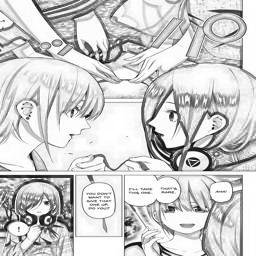 !
YOU DON'T
WANT TO
GIVE THAT
ONE UP,
DO YOU?
I'LL TAKE
THIS ONE.
THAT'S
RARE.
AHA!